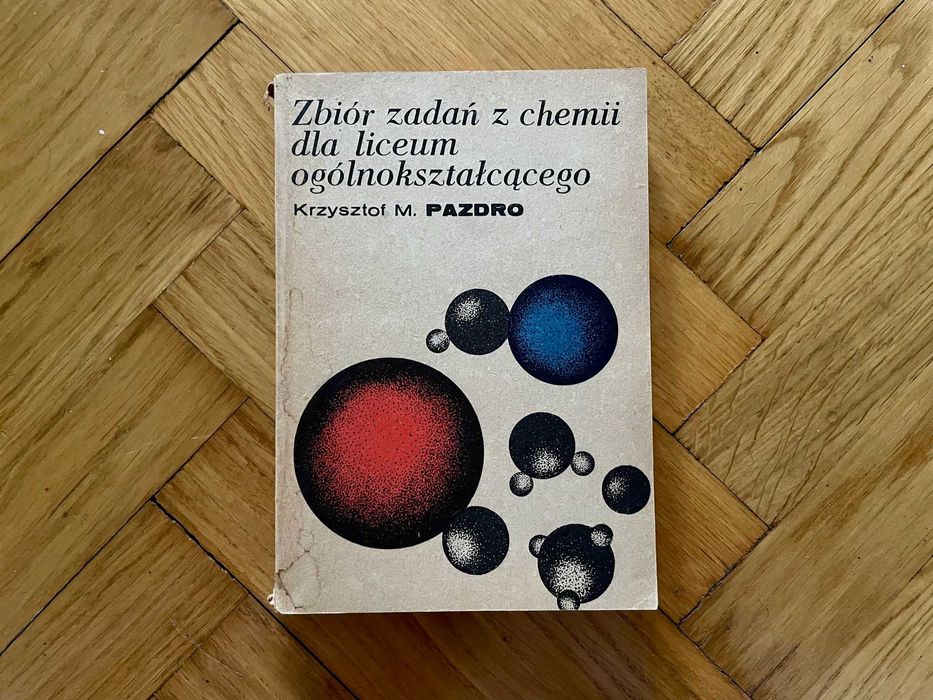 Zbiór zadań z chemii
dla liceum
ogólnokształcącego
Krzysztof M. PAZDRO